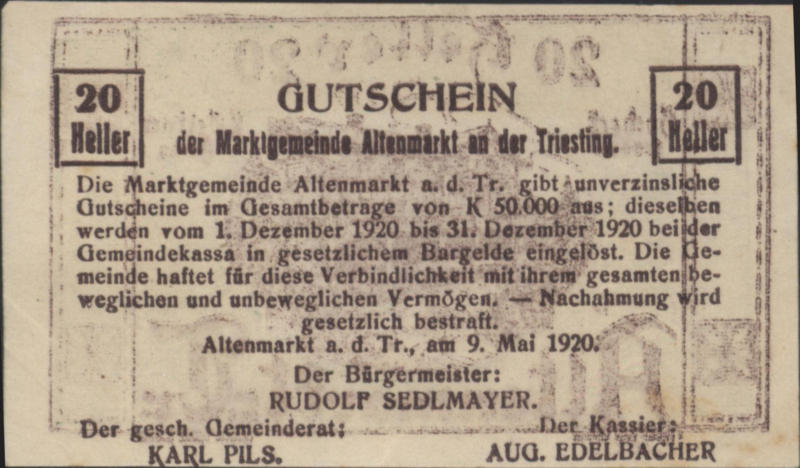 20 Heller
GUTSCHEIN
20 Heller
der Marktgemeinde Altenmarkt an der Triesting.
Die Marktgemeinde Altenmarkt a. d. Tr. gibt unverzinsliche
Gutscheine im Gesamtbetrage von K 50.000 aus; dieselben
werden vom 1. Dezember 1920 bis 31. Dezember 1920 bei der
Gemeindekassa in gesetzlichem Bargelde eingelöst. Die Ge-
meinde haftet für diese Verbindlichkeit mit ihrem gesamten be-
weglichen und unbeweglichen Vermögen. — Nachahmung wird
gesetzlich bestraft.
Altenmarkt a. d. Tr., am 9. Mai 1920.
Der Bürgermeister:
RUDOLF SEDLMAYER.
Der gesch. Gemeinderat:
KARL PILS.
Der Kassier:
AUG. EDELBACHER